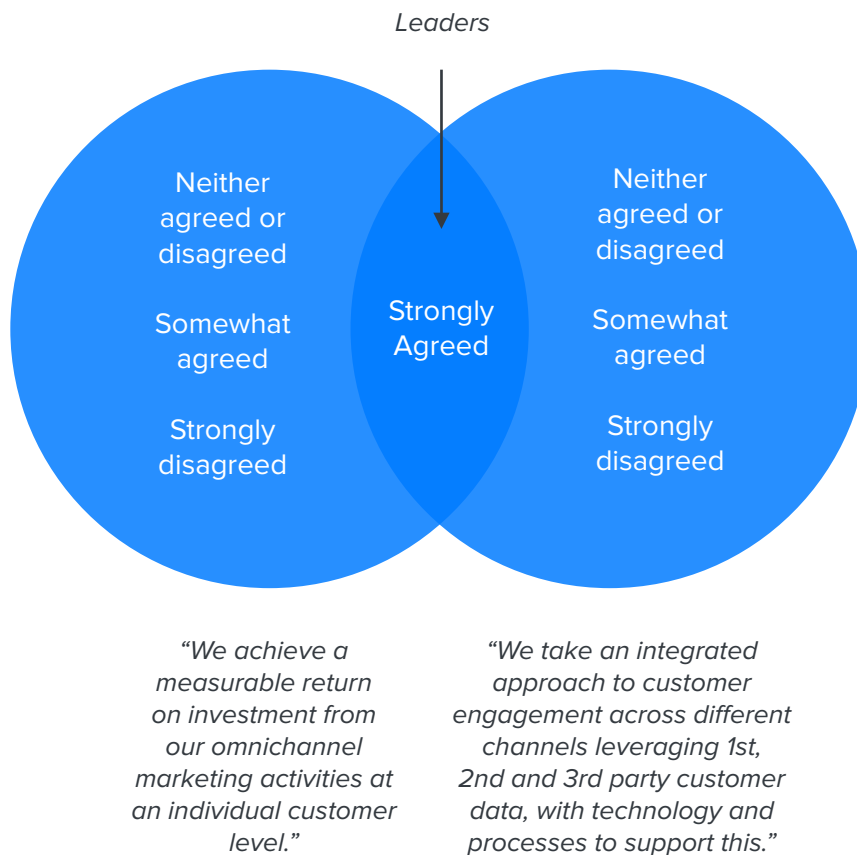 Leaders
Neither
agreed or
disagreed
Somewhat
agreed
Strongly
disagreed
Strongly
Agreed
Neither
agreed or
disagreed
Somewhat
agreed
Strongly
disagreed
“We achieve a
measurable return
on investment from
our omnichannel
marketing activities at
an individual customer
level.”
“We take an integrated
approach to customer
engagement across different
channels leveraging 1st,
2nd and 3rd party customer
data, with technology and
processes to support this.”